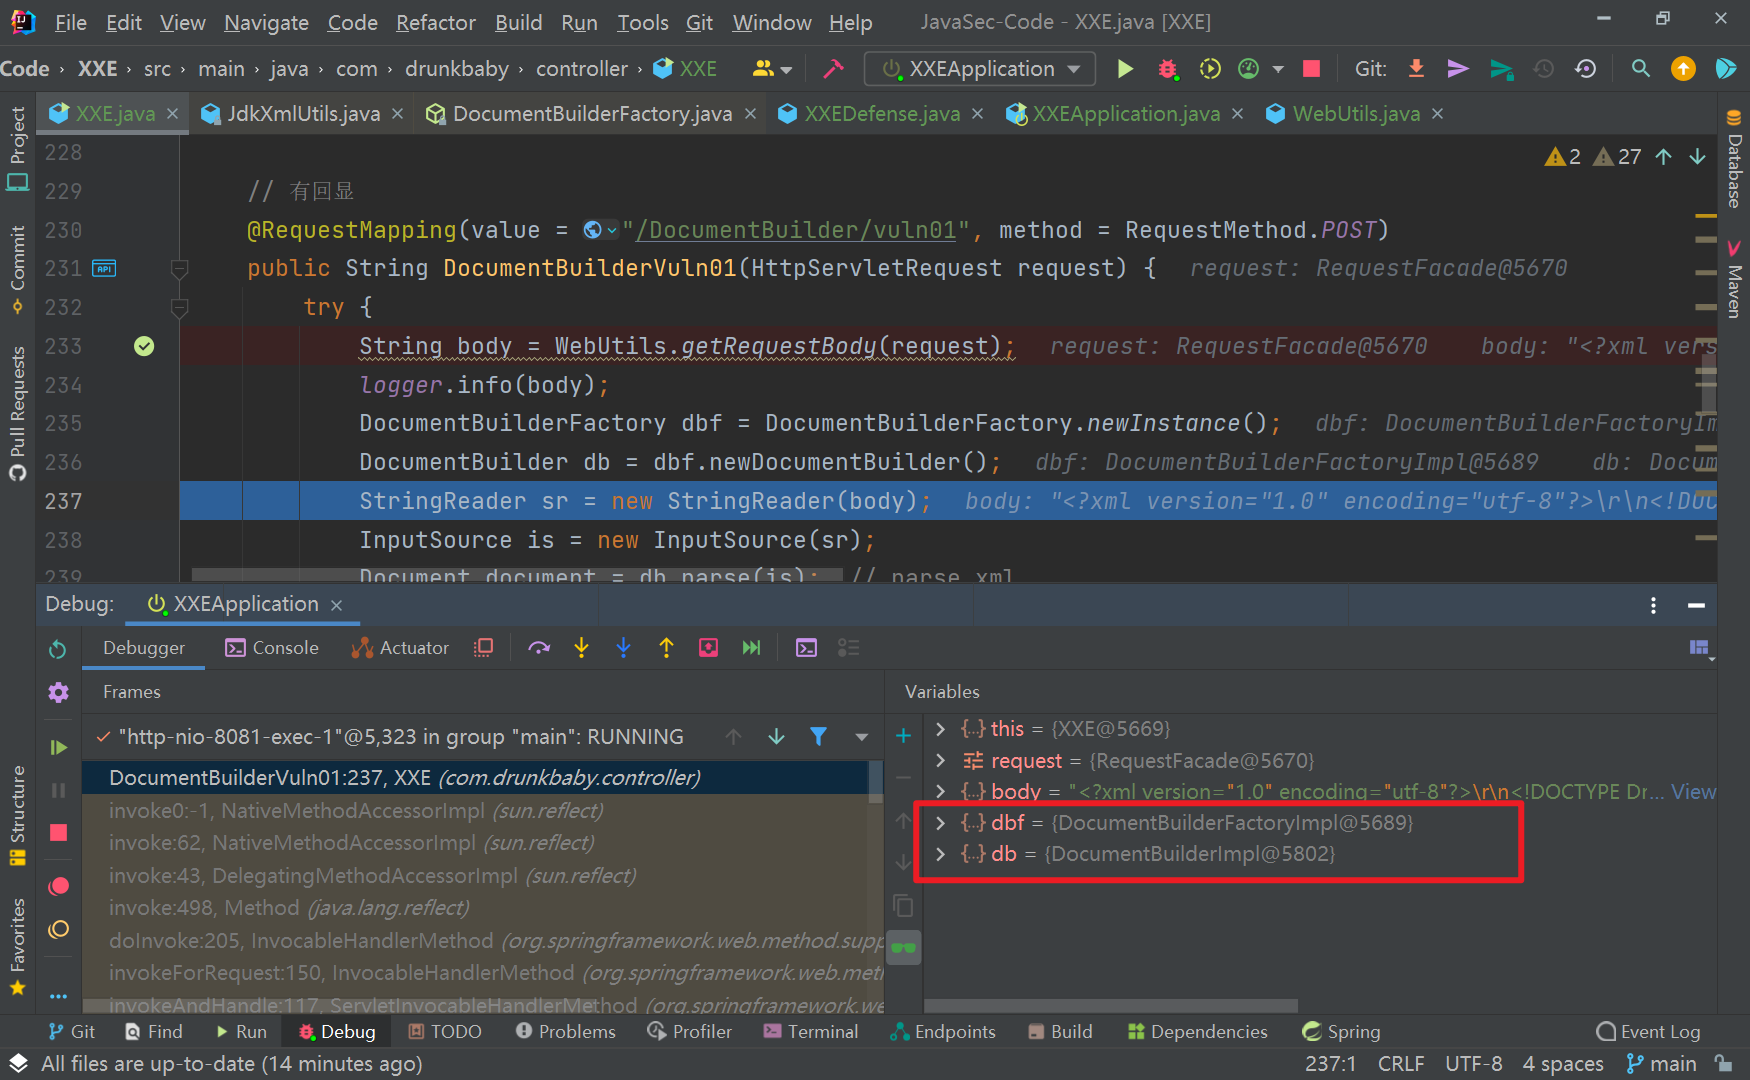 File Edit View Navigate Code Refactor Build Run Tools Git Window Help JavaSec-Code - XXE.java [XXE]
Code › XXE › src › main › java › com › drunkbaby › controller › XXE XXEApplication Git:
XXE.java JdkXmlUtils.java DocumentBuilderFactory.java XXEDefense.java XXEApplication.java WebUtils.java
Project
Commit
Pull Requests
Structure
Favorites
Database
Maven
2 27
228
229 // 有回显
230 @RequestMapping(value = "/DocumentBuilder/vuln01", method = RequestMethod.POST)
231 public String DocumentBuilderVuln01(HttpServletRequest request) { request: RequestFacade@5670
232 try {
233 String body = WebUtils.getRequestBody(request); request: RequestFacade@5670 body: "<?xml vers
234 logger.info(body);
235 DocumentBuilderFactory dbf = DocumentBuilderFactory.newInstance(); dbf: DocumentBuilderFactoryIm
236 DocumentBuilder db = dbf.newDocumentBuilder(); dbf: DocumentBuilderFactoryImpl@5689 db: Docum
237 StringReader sr = new StringReader(body); body: "<?xml version="1.0" encoding="utf-8"?>\r\n<!DOC
238 InputSource is = new InputSource(sr);
239 Document document = db.parse(is); // parse xml
Debug: XXEApplication
Debugger Console Actuator
Frames
"http-nio-8081-exec-1"@5,323 in group "main": RUNNING
DocumentBuilderVuln01:237, XXE (com.drunkbaby.controller)
invoke0:-1, NativeMethodAccessorImpl (sun.reflect)
invoke:62, NativeMethodAccessorImpl (sun.reflect)
invoke:43, DelegatingMethodAccessorImpl (sun.reflect)
invoke:498, Method (java.lang.reflect)
doInvoke:205, InvocableHandlerMethod (org.springframework.web.method.supp
invokeForRequest:150, InvocableHandlerMethod (org.springframework.web.met
invokeAndHandle:117, ServletInvocableHandlerMethod (org.springframework.we
Variables
this = {XXE@5669}
request = {RequestFacade@5670}
body = "<?xml version="1.0" encoding="utf-8"?>\r\n<!DOCTYPE Dr... View
dbf = {DocumentBuilderFactoryImpl@5689}
db = {DocumentBuilderImpl@5802}
Git Find Run Debug TODO Problems Profiler Terminal Endpoints Build Dependencies Spring Event Log
All files are up-to-date (14 minutes ago) 237:1 CRLF UTF-8 4 spaces main